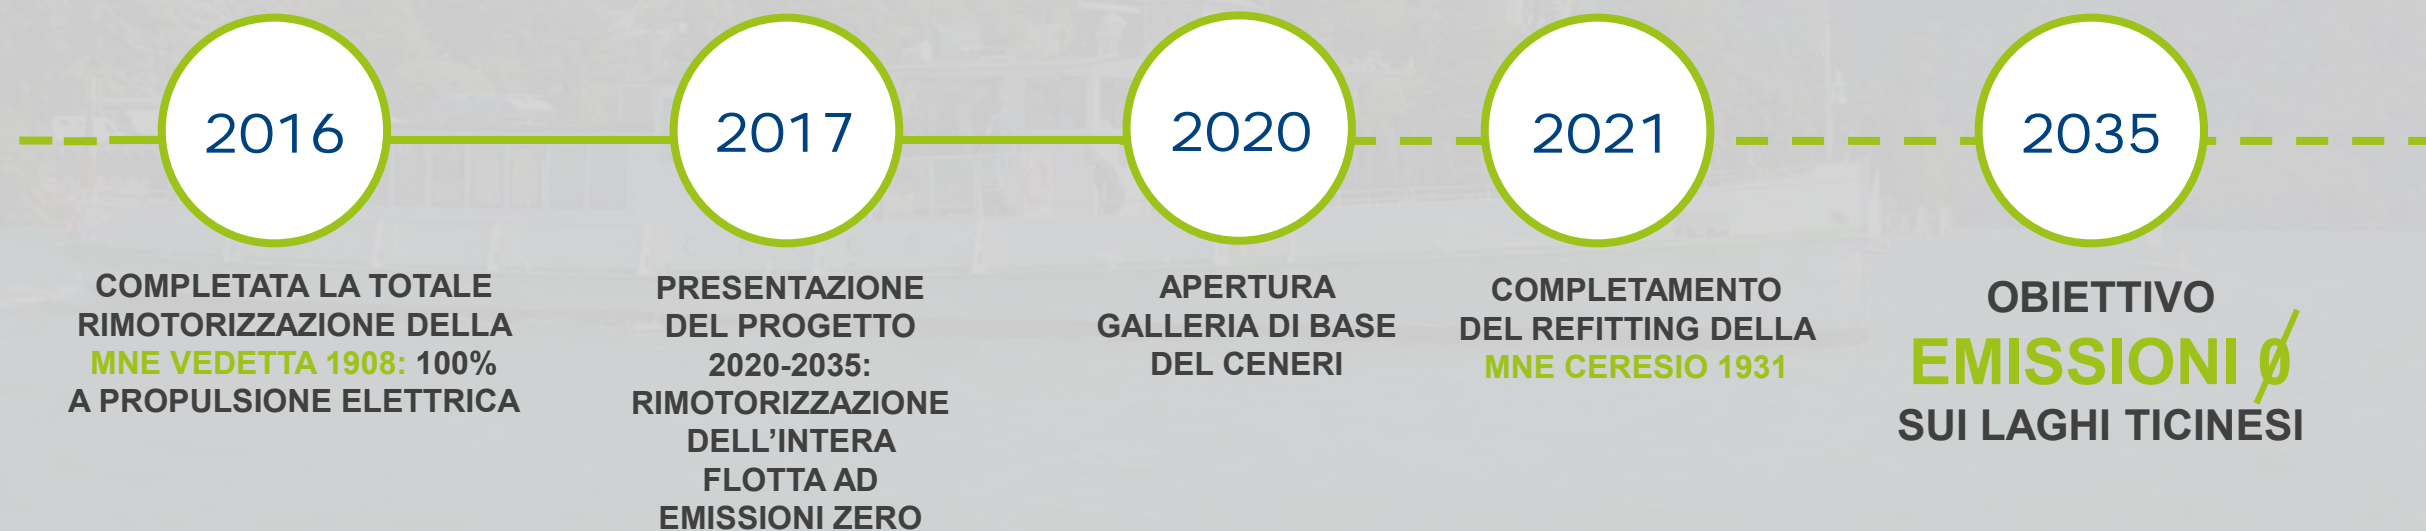 2016
COMPLETATA LA TOTALE
RIMOTORIZZAZIONE DELLA
MNE VEDETTA 1908: 100%
A PROPULSIONE ELETTRICA
2017
PRESENTAZIONE
DEL PROGETTO
2020-2035:
RIMOTORIZZAZIONE
DELL’INTERA
FLOTTA AD
EMISSIONI ZERO
2020
APERTURA
GALLERIA DI BASE
DEL CENERI
2021
COMPLETAMENTO
DEL REFITTING DELLA
MNE CERESIO 1931
2035
OBIETTIVO
EMISSIONI 0
SUI LAGHI TICINESI